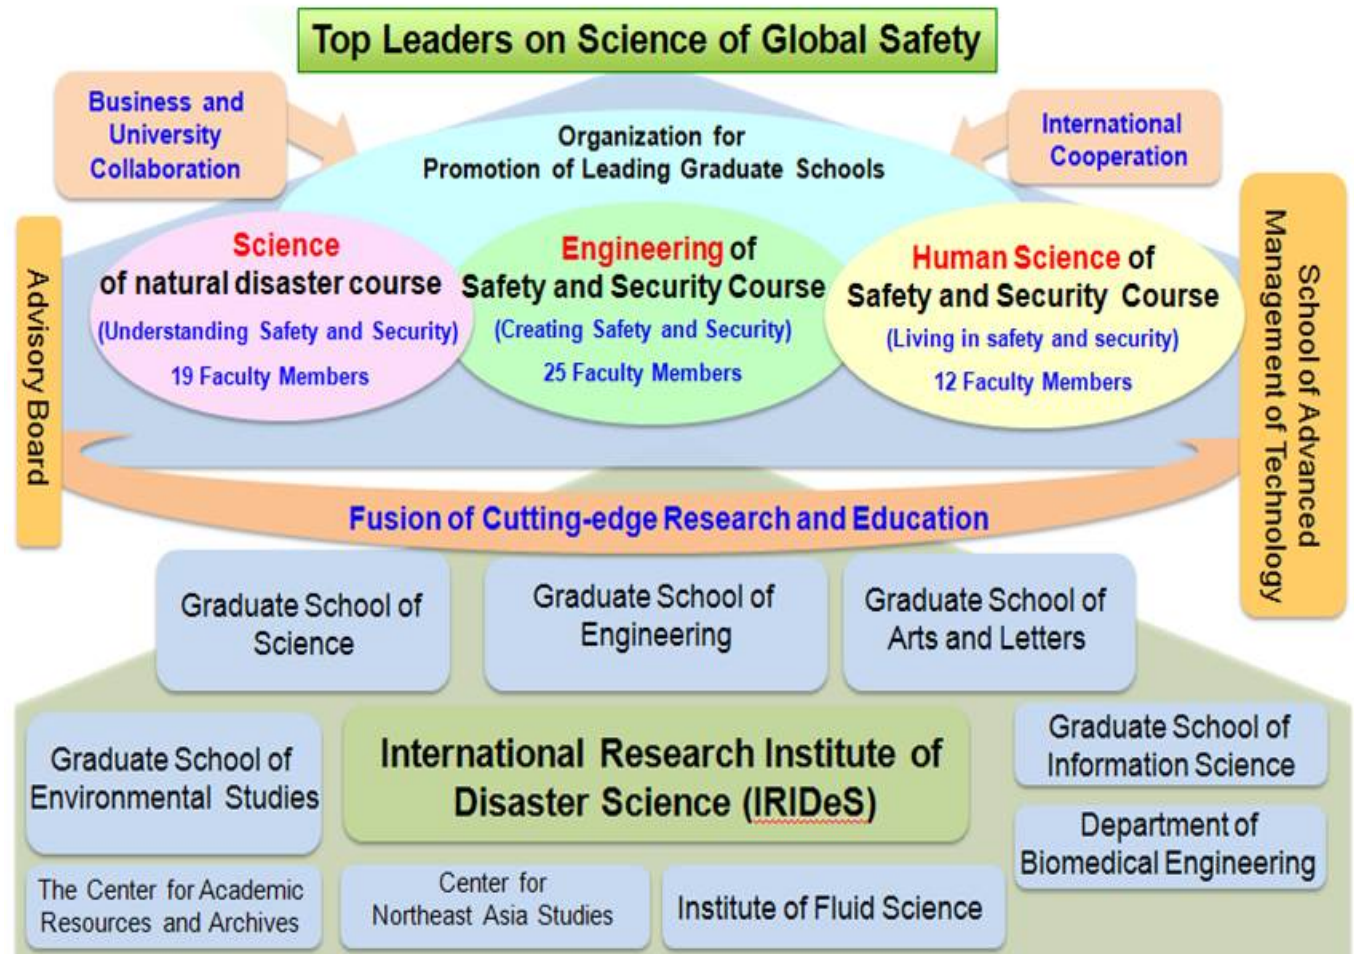 Top Leaders on Science of Global Safety
Business and
University
Collaboration
Organization for
Promotion of Leading Graduate Schools
International
Cooperation
Advisory Board
Science
of natural disaster course
(Understanding Safety and Security)
19 Faculty Members
Engineering of
Safety and Security Course
(Creating Safety and Security)
25 Faculty Members
Human Science of
Safety and Security Course
(Living in safety and security)
12 Faculty Members
School of Advanced
Management of Technology
Fusion of Cutting-edge Research and Education
Graduate School of
Science
Graduate School of
Engineering
Graduate School of
Arts and Letters
Graduate School of
Environmental Studies
International Research Institute of
Disaster Science (IRIDeS)
Graduate School of
Information Science
Department of
Biomedical Engineering
The Center for Academic
Resources and Archives
Center for
Northeast Asia Studies
Institute of Fluid Science